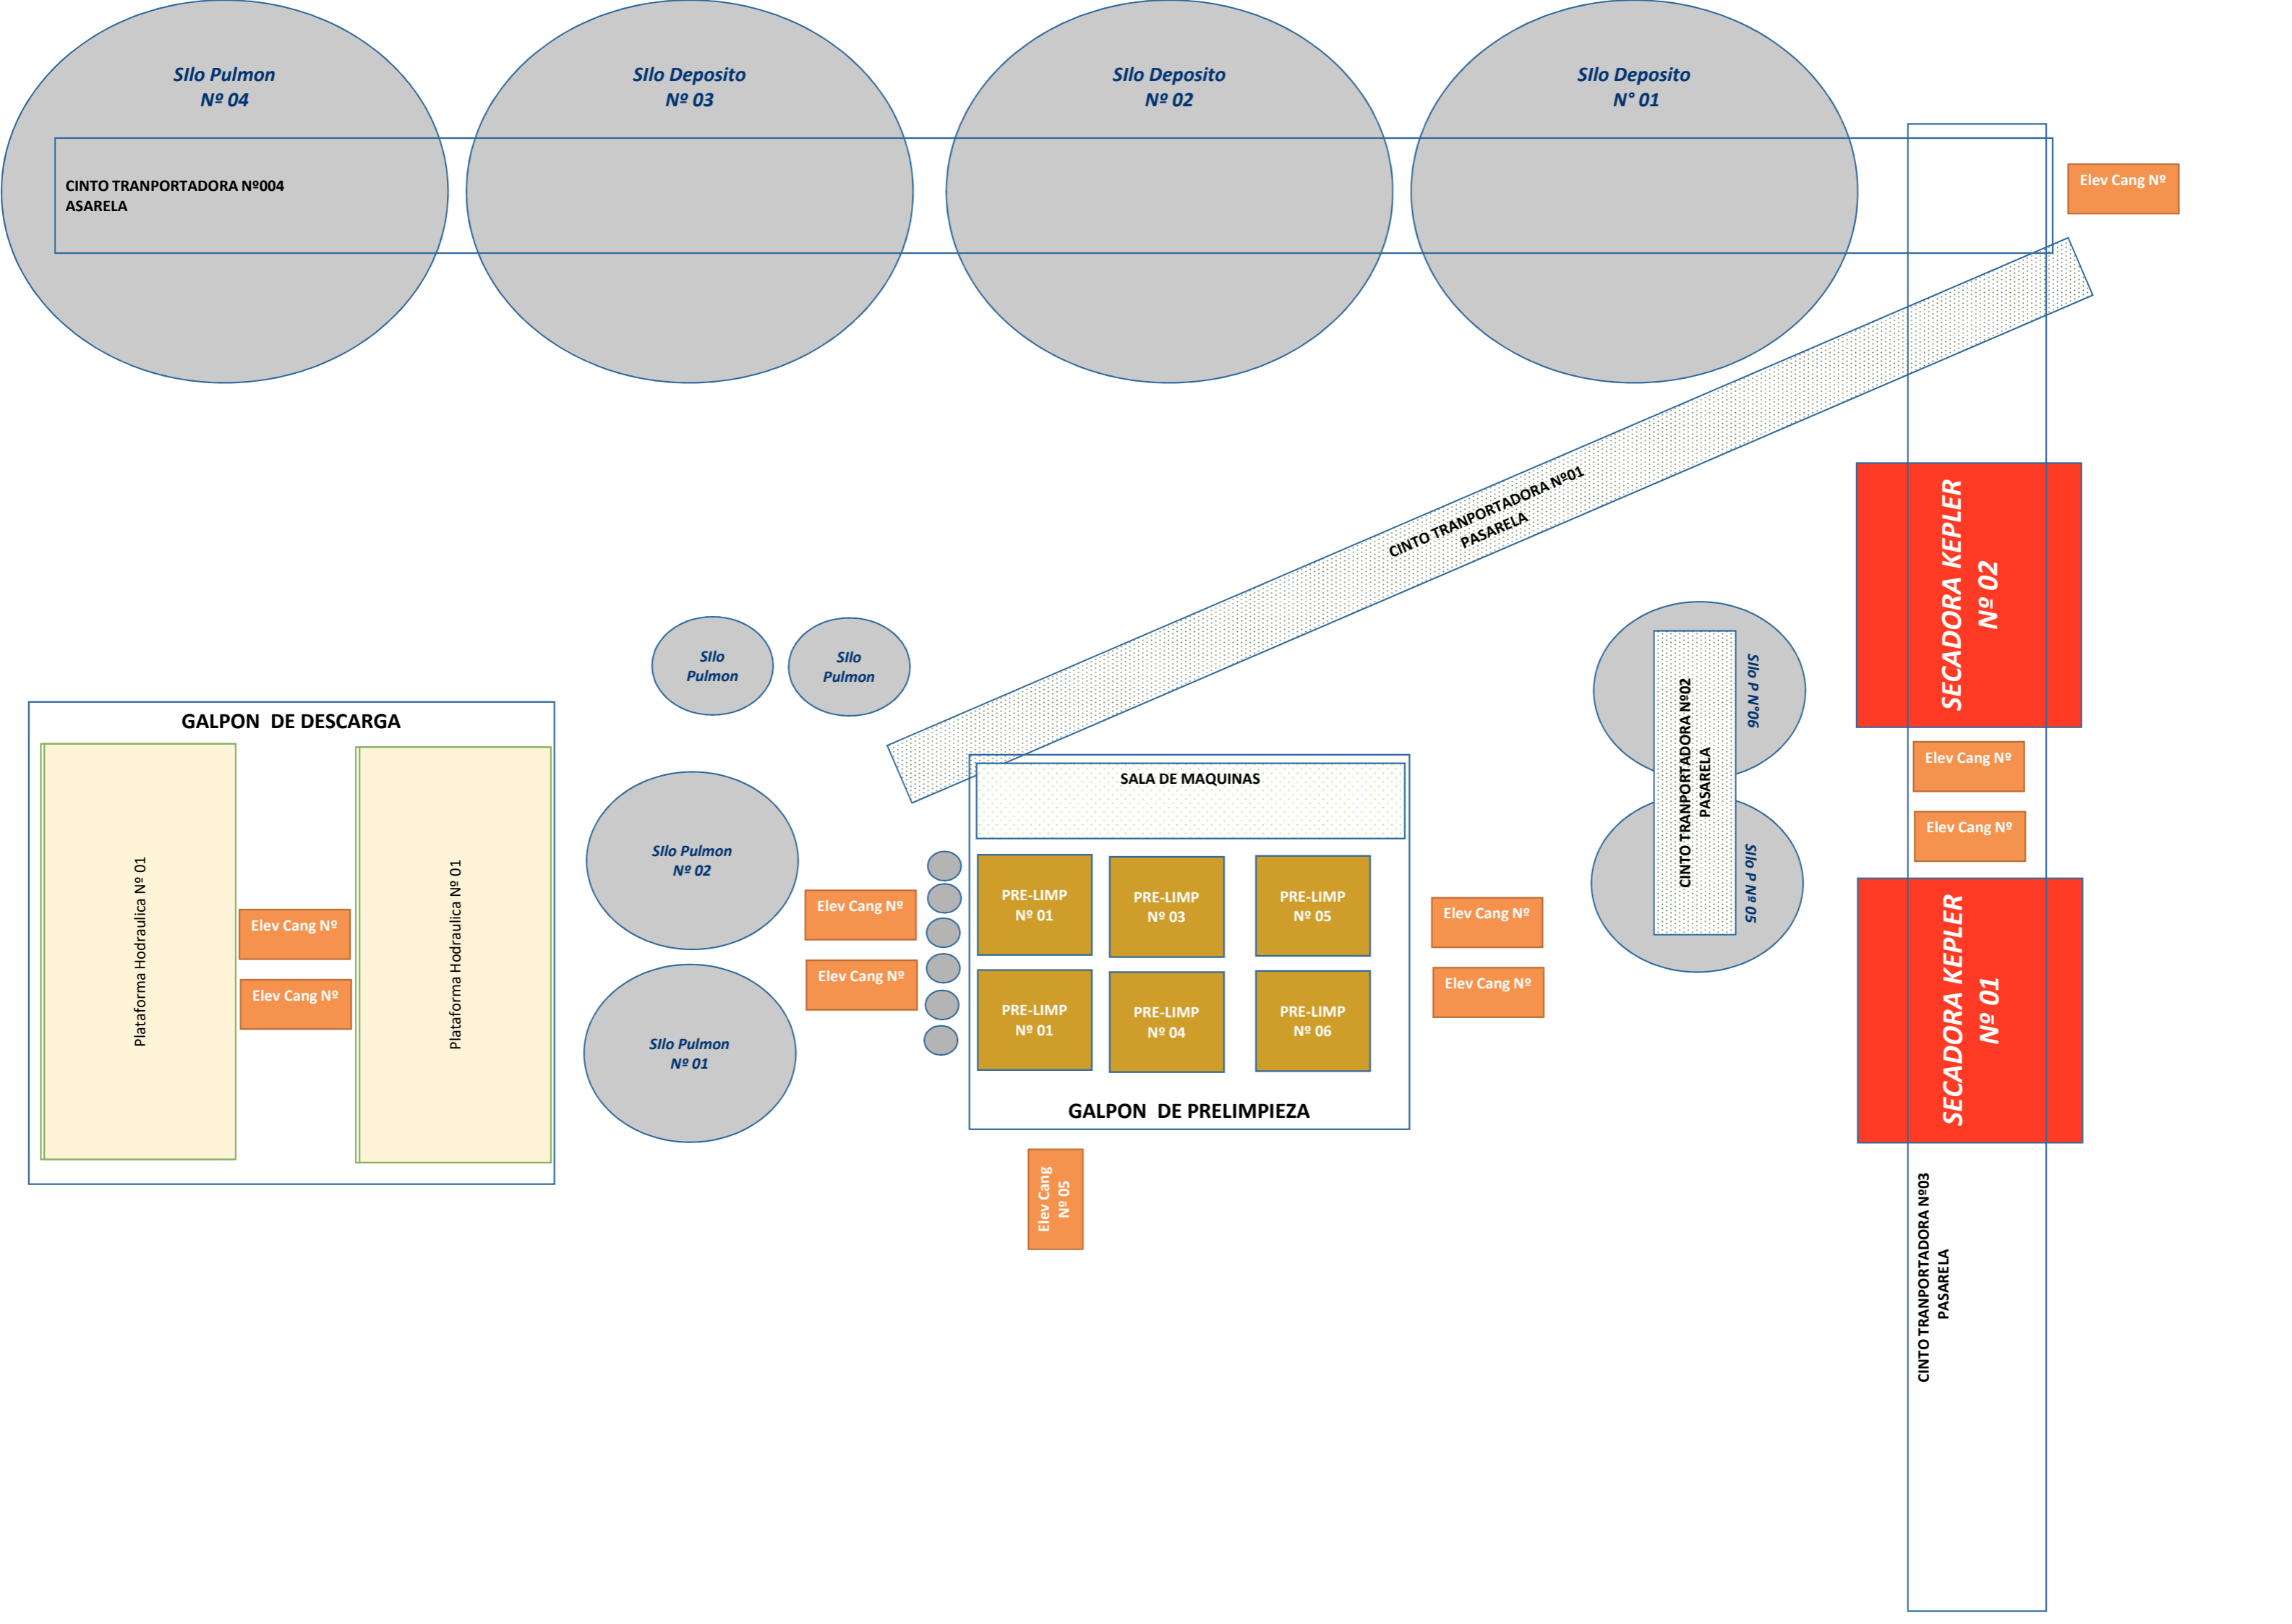 SIlo Pulmon
Nº 04
SIlo Deposito
Nº 03
SIlo Deposito
Nº 02
SIlo Deposito
N° 01
CINTO TRANPORTADORA Nº004
ASARELA
Elev Cang Nº
CINTO TRANPORTADORA Nº01
PASARELA
SECADORA KEPLER
Nº 02
SIlo
Pulmon
SIlo
Pulmon
SIlo P N°06
CINTO TRANPORTADORA Nº02
PASARELA
SIlo P Nº 05
GALPON  DE DESCARGA
Plataforma Hodraulica Nº 01
Plataforma Hodraulica Nº 01
Elev Cang Nº
Elev Cang Nº
SIlo Pulmon
Nº 02
SIlo Pulmon
Nº 01
Elev Cang Nº
Elev Cang Nº
SALA DE MAQUINAS
PRE-LIMP
Nº 01
PRE-LIMP
Nº 03
PRE-LIMP
Nº 05
PRE-LIMP
Nº 01
PRE-LIMP
Nº 04
PRE-LIMP
Nº 06
GALPON  DE PRELIMPIEZA
Elev Cang Nº
Elev Cang Nº
Elev Cang Nº
Elev Cang Nº
SECADORA KEPLER
Nº 01
Elev Cang
Nº 05
CINTO TRANPORTADORA Nº03
PASARELA